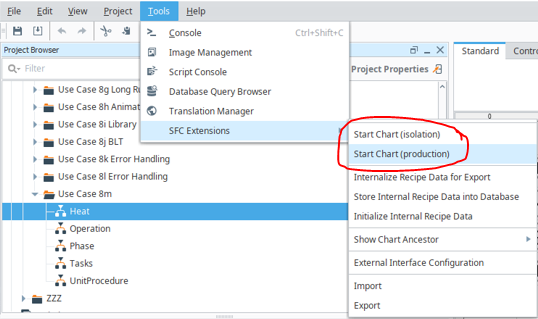 File Edit View Project Tools Help
Console Ctrl+Shift+C
Project Browser
Image Management
Standard Contro
Filter
Script Console
Project Properties
Use Case 8g Long Ru
Database Query Browser
Use Case 8h Animat
Translation Manager
Use Case 8i Library
SFC Extensions
0
Use Case 8j BLT
Start Chart (isolation)
Use Case 8k Error Handling
Start Chart (production)
Use Case 8l Error Handling
Internalize Recipe Data for Export
Use Case 8m
Store Internal Recipe Data into Database
Heat
Initialize Internal Recipe Data
Operation
Show Chart Ancestor
Phase
External Interface Configuration
Tasks
UnitProcedure
Import
ZZZ
Export